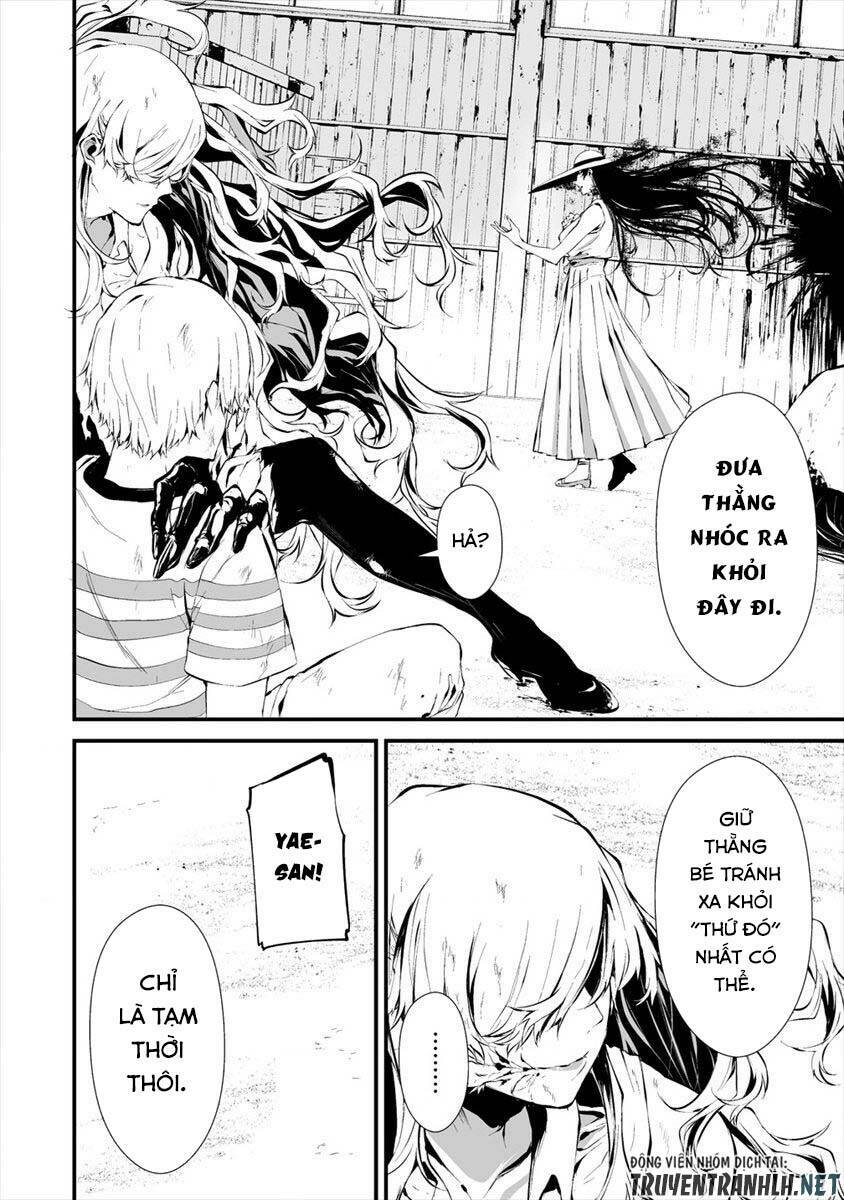 ĐƯA
THẰNG
NHÓC RA
KHỎI
ĐÂY ĐI.
HẢ?
GIỮ
THẰNG
BÉ TRÁNH
XA KHỎI
“THỨ ĐÓ”
NHẤT CÓ
THỂ.
........
YAE-
SAN!
CHỈ
LÀ TẠM
THỜI
THÔI.
ĐỘNG VIÊN NHÓM DỊCH TẠI:
TRUYENTRANHLH.NET